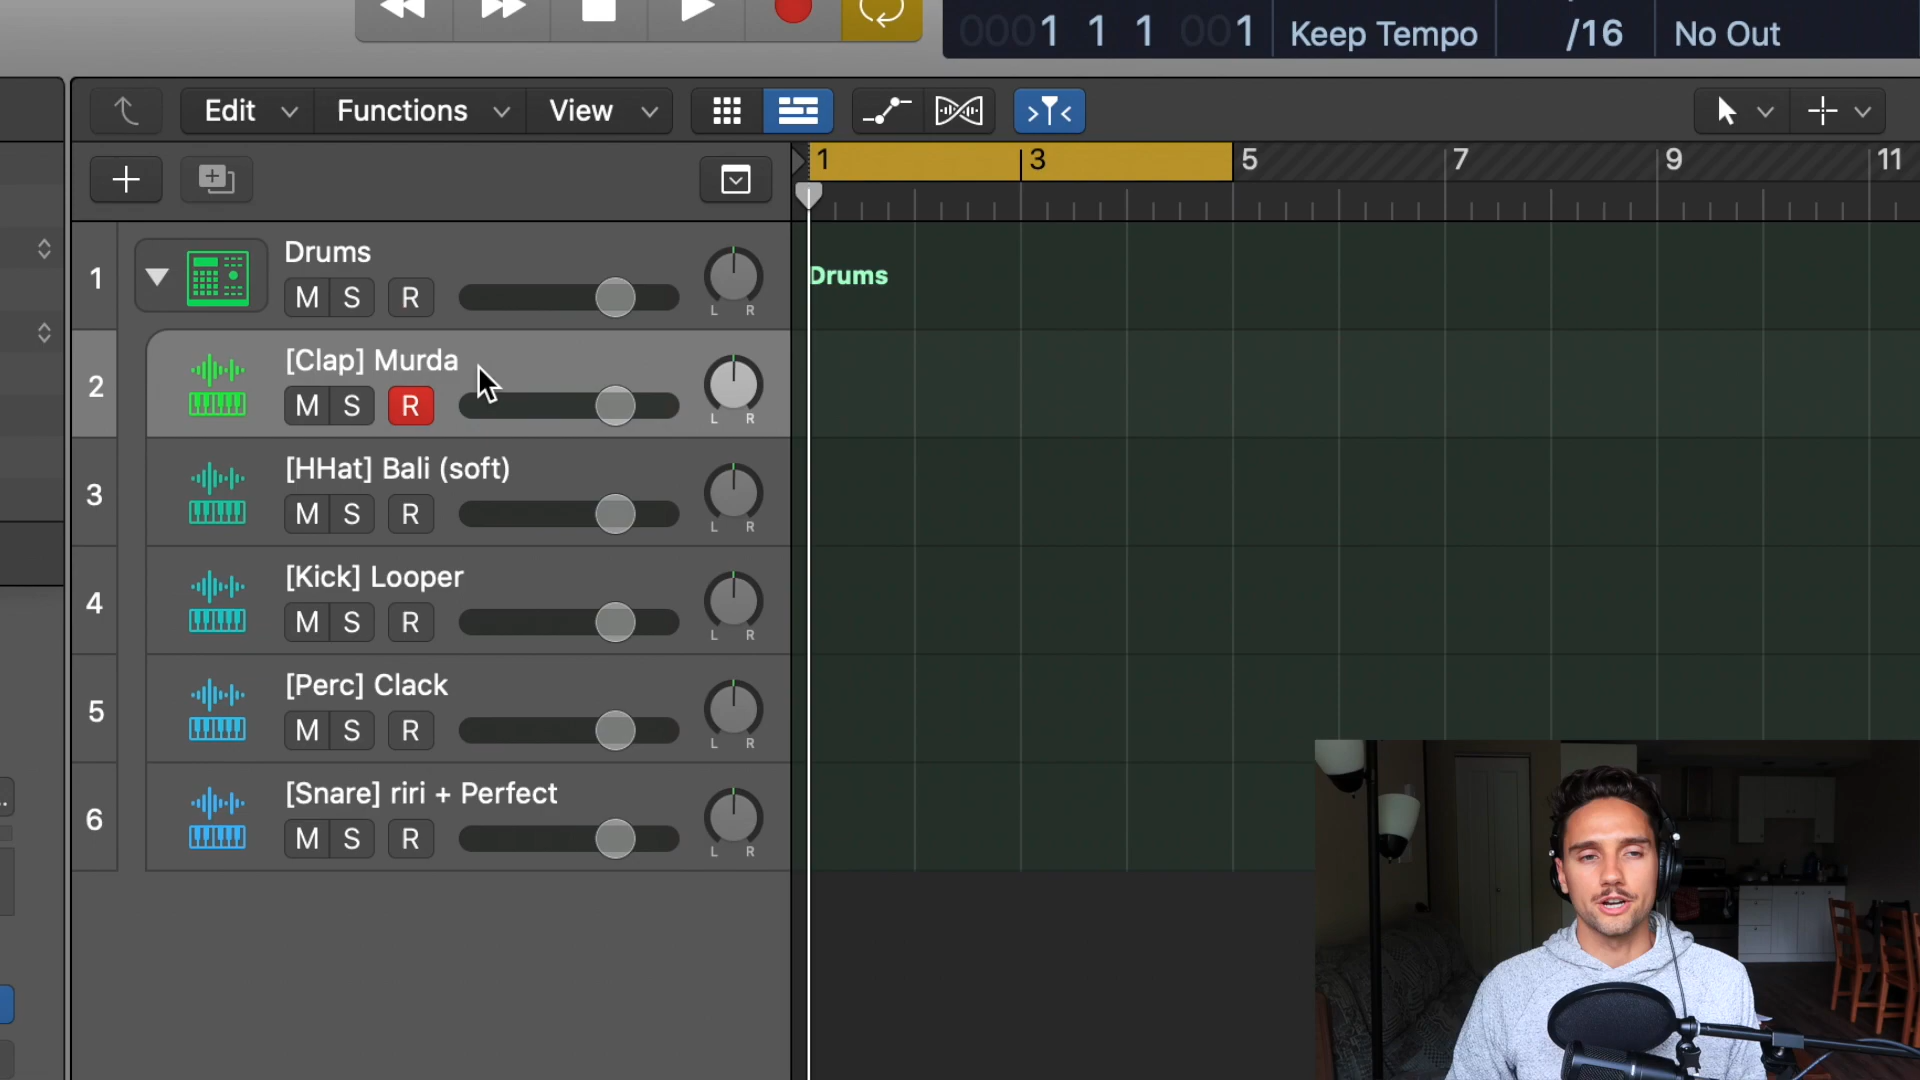 0001 1 1 001 Keep Tempo /16 No Out
Edit Functions View
1 3 5 7 9 11
1 Drums
M S R L R
Drums
2 [Clap] Murda
M S R L R
3 [HHat] Bali (soft)
M S R L R
4 [Kick] Looper
M S R L R
5 [Perc] Clack
M S R L R
6 [Snare] riri + Perfect
M S R L R